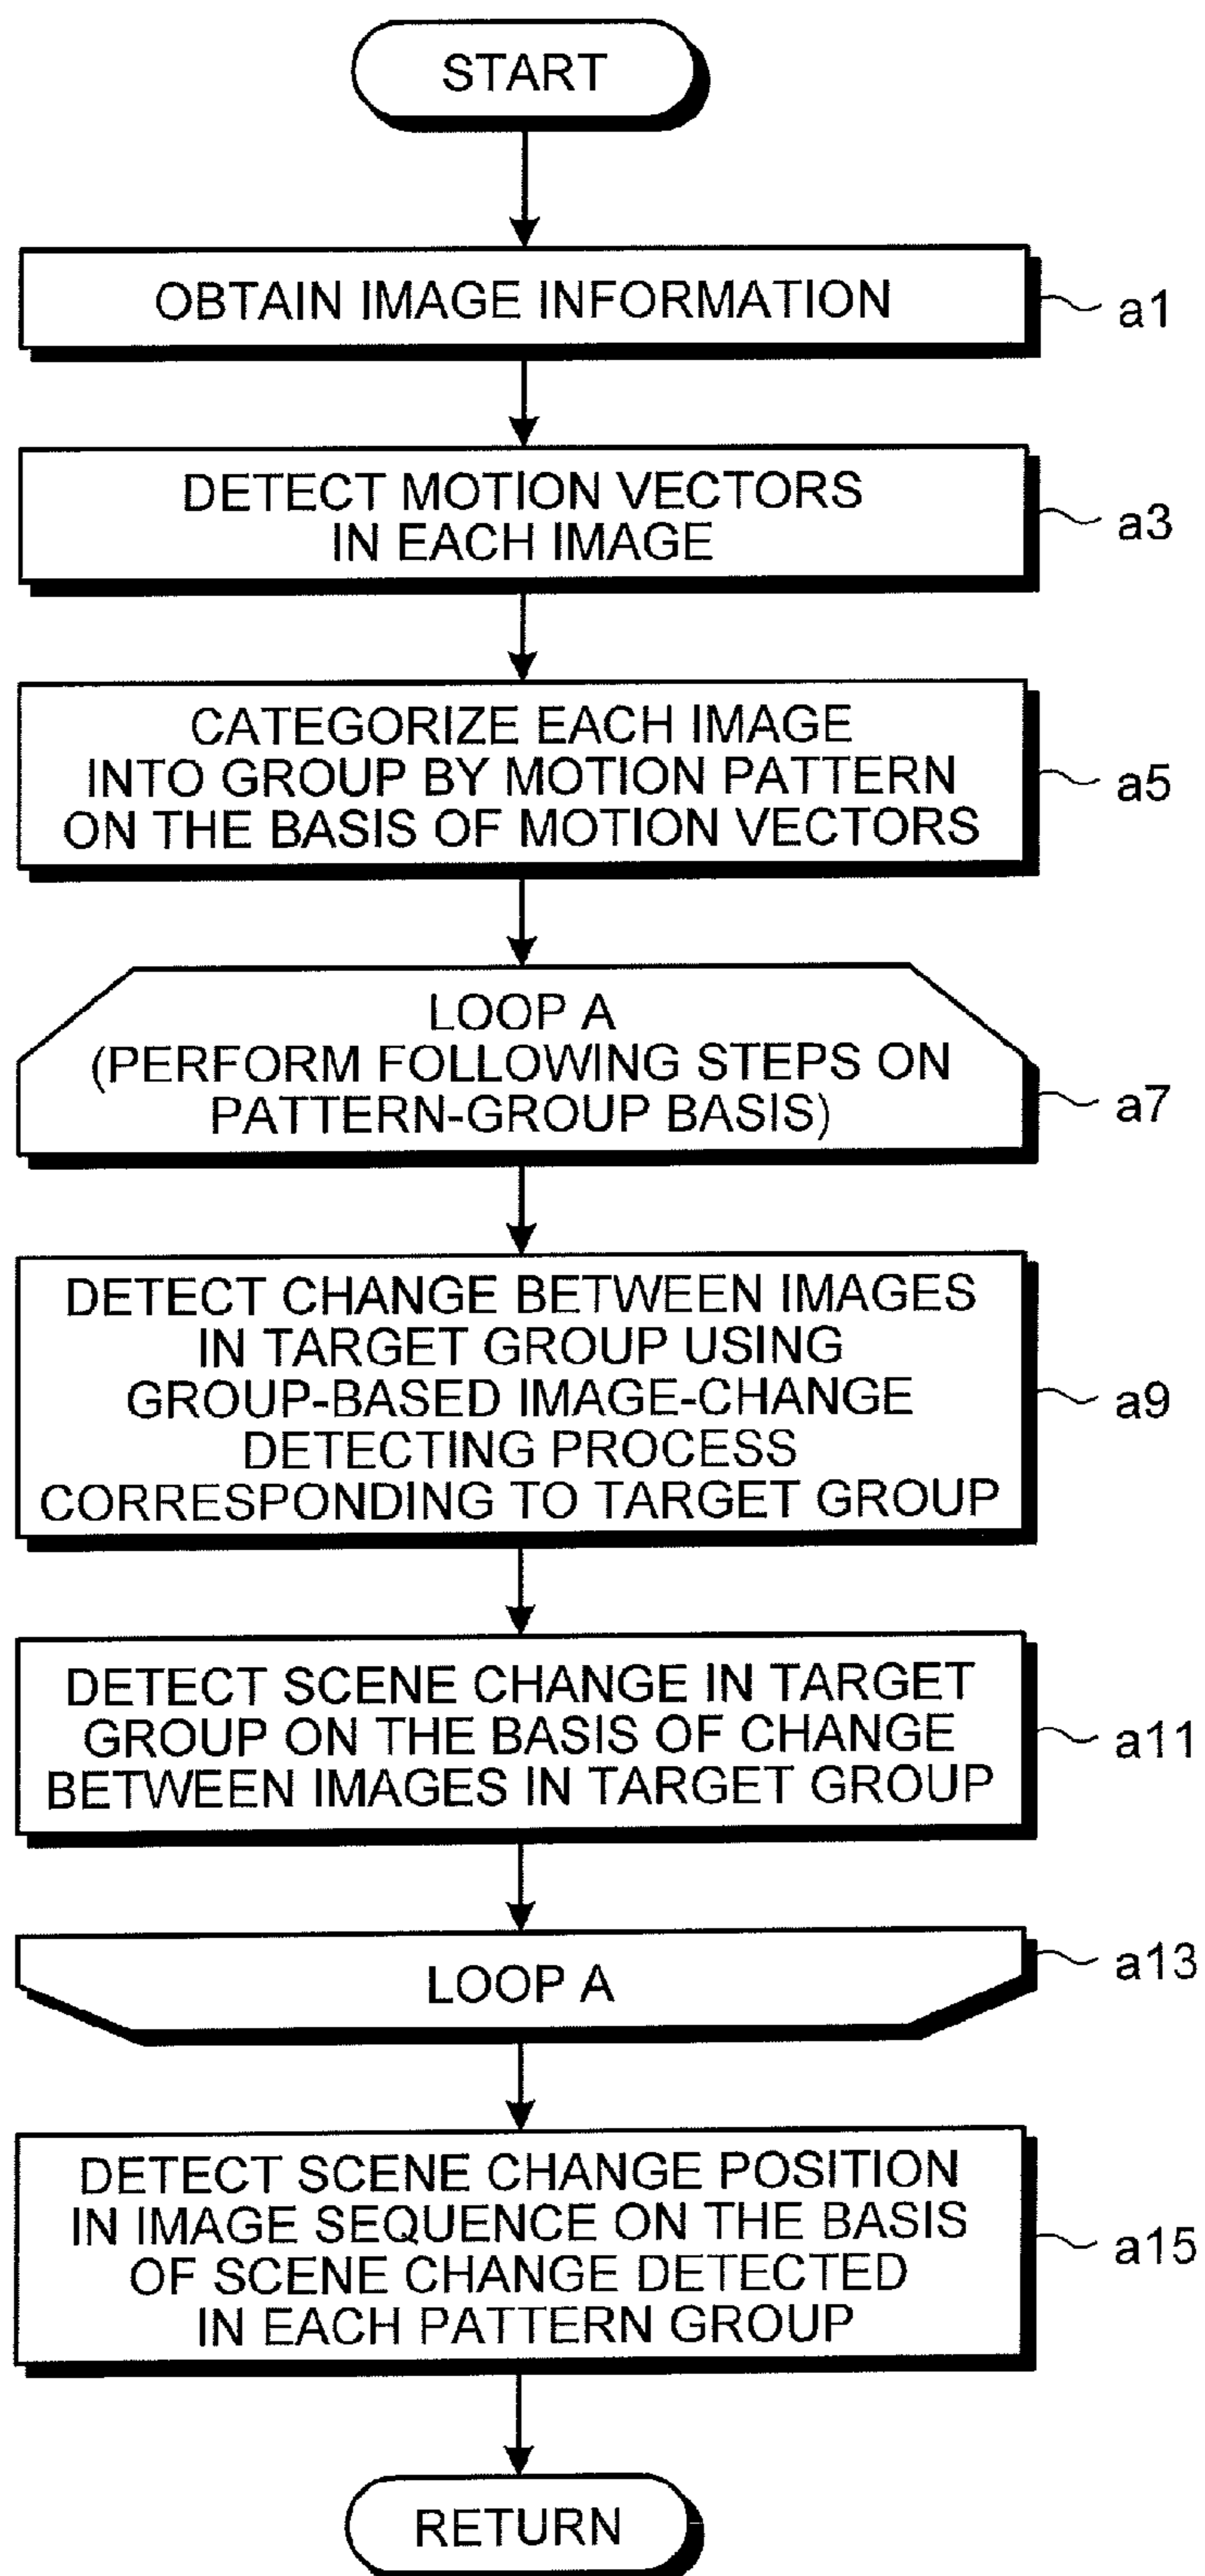 START
OBTAIN IMAGE INFORMATION
a1
DETECT MOTION VECTORS
IN EACH IMAGE
a3
CATEGORIZE EACH IMAGE
INTO GROUP BY MOTION PATTERN
ON THE BASIS OF MOTION VECTORS
a5
LOOP A
(PERFORM FOLLOWING STEPS ON
PATTERN-GROUP BASIS)
a7
DETECT CHANGE BETWEEN IMAGES
IN TARGET GROUP USING
GROUP-BASED IMAGE-CHANGE
DETECTING PROCESS
CORRESPONDING TO TARGET GROUP
a9
DETECT SCENE CHANGE IN TARGET
GROUP ON THE BASIS OF CHANGE
BETWEEN IMAGES IN TARGET GROUP
a11
LOOP A
a13
DETECT SCENE CHANGE POSITION
IN IMAGE SEQUENCE ON THE BASIS
OF SCENE CHANGE DETECTED
IN EACH PATTERN GROUP
a15
RETURN